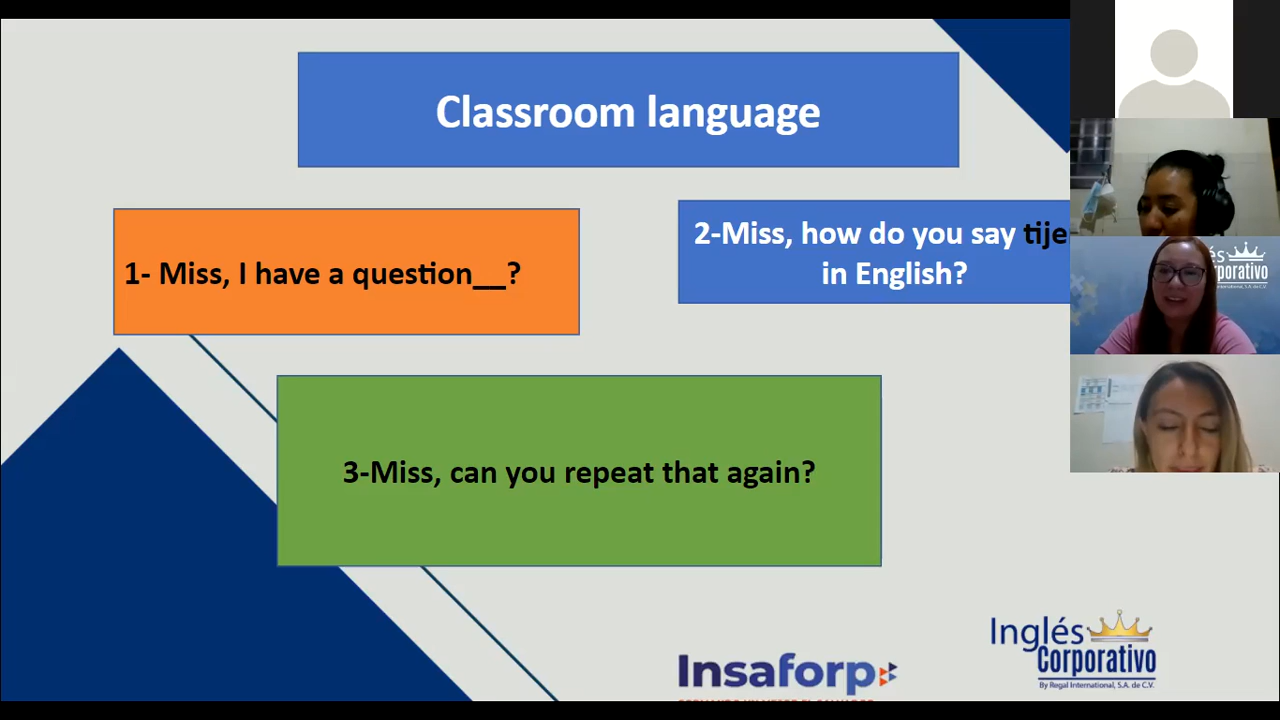 Classroom language
1- Miss, I have a question__?
2-Miss, how do you say
in English?
3-Miss, can you repeat that again?
Inglés
Corporativo
By Regal International, S.A. de C.V.
Insaforp